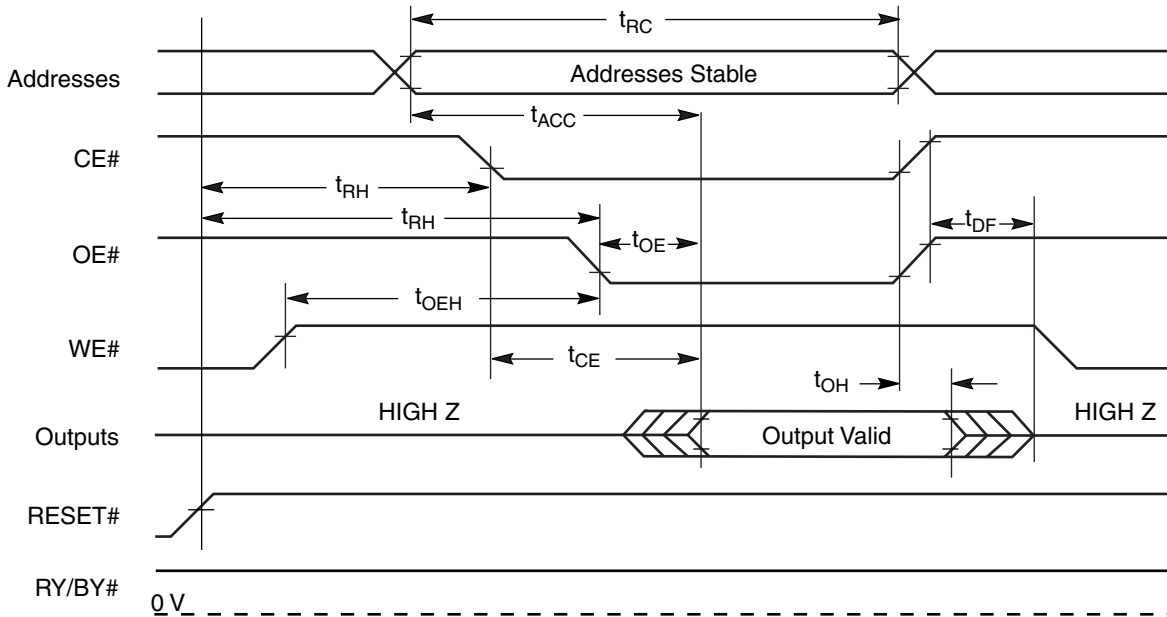 tRC
Addresses
Addresses Stable
tACC
CE#
tRH
tRH
tDF
OE#
tOE
tOEH
WE#
tCE
tOH
HIGH Z
HIGH Z
Outputs
Output Valid
RESET#
RY/BY#
0 V